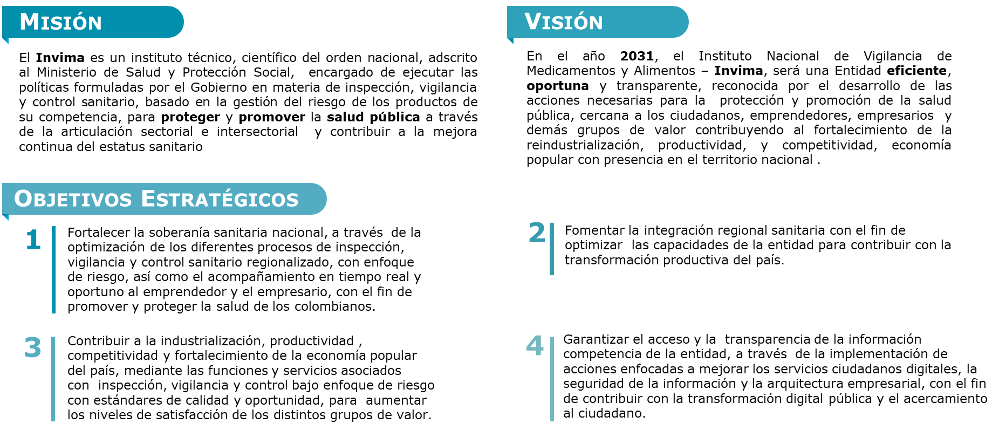 MISIÓN
El Invima es un instituto técnico, científico del orden nacional, adscrito
al Ministerio de Salud y Protección Social, encargado de ejecutar las
políticas formuladas por el Gobierno en materia de inspección, vigilancia
y control sanitario, basado en la gestión del riesgo de los productos de
su competencia, para proteger y promover la salud pública a través
de la articulación sectorial e intersectorial y contribuir a la mejora
continua del estatus sanitario
VISIÓN
En el año 2031, el Instituto Nacional de Vigilancia de
Medicamentos y Alimentos – Invima, será una Entidad eficiente,
oportuna y transparente, reconocida por el desarrollo de las
acciones necesarias para la protección y promoción de la salud
pública, cercana a los ciudadanos, emprendedores, empresarios y
demás grupos de valor contribuyendo al fortalecimiento de la
reindustrialización, productividad, y competitividad, economía
popular con presencia en el territorio nacional .
OBJETIVOS ESTRATÉGICOS
1
Fortalecer la soberanía sanitaria nacional, a través de la
optimización de los diferentes procesos de inspección,
vigilancia y control sanitario regionalizado, con enfoque
de riesgo, así como el acompañamiento en tiempo real y
oportuno al emprendedor y el empresario, con el fin de
promover y proteger la salud de los colombianos.
2
Fomentar la integración regional sanitaria con el fin de
optimizar las capacidades de la entidad para contribuir con la
transformación productiva del país.
3
Contribuir a la industrialización, productividad ,
competitividad y fortalecimiento de la economía popular
del país, mediante las funciones y servicios asociados
con inspección, vigilancia y control bajo enfoque de riesgo
con estándares de calidad y oportunidad, para aumentar
los niveles de satisfacción de los distintos grupos de valor.
4
Garantizar el acceso y la transparencia de la información
competencia de la entidad, a través de la implementación de
acciones enfocadas a mejorar los servicios ciudadanos digitales, la
seguridad de la información y la arquitectura empresarial, con el fin
de contribuir con la transformación digital pública y el acercamiento
al ciudadano.